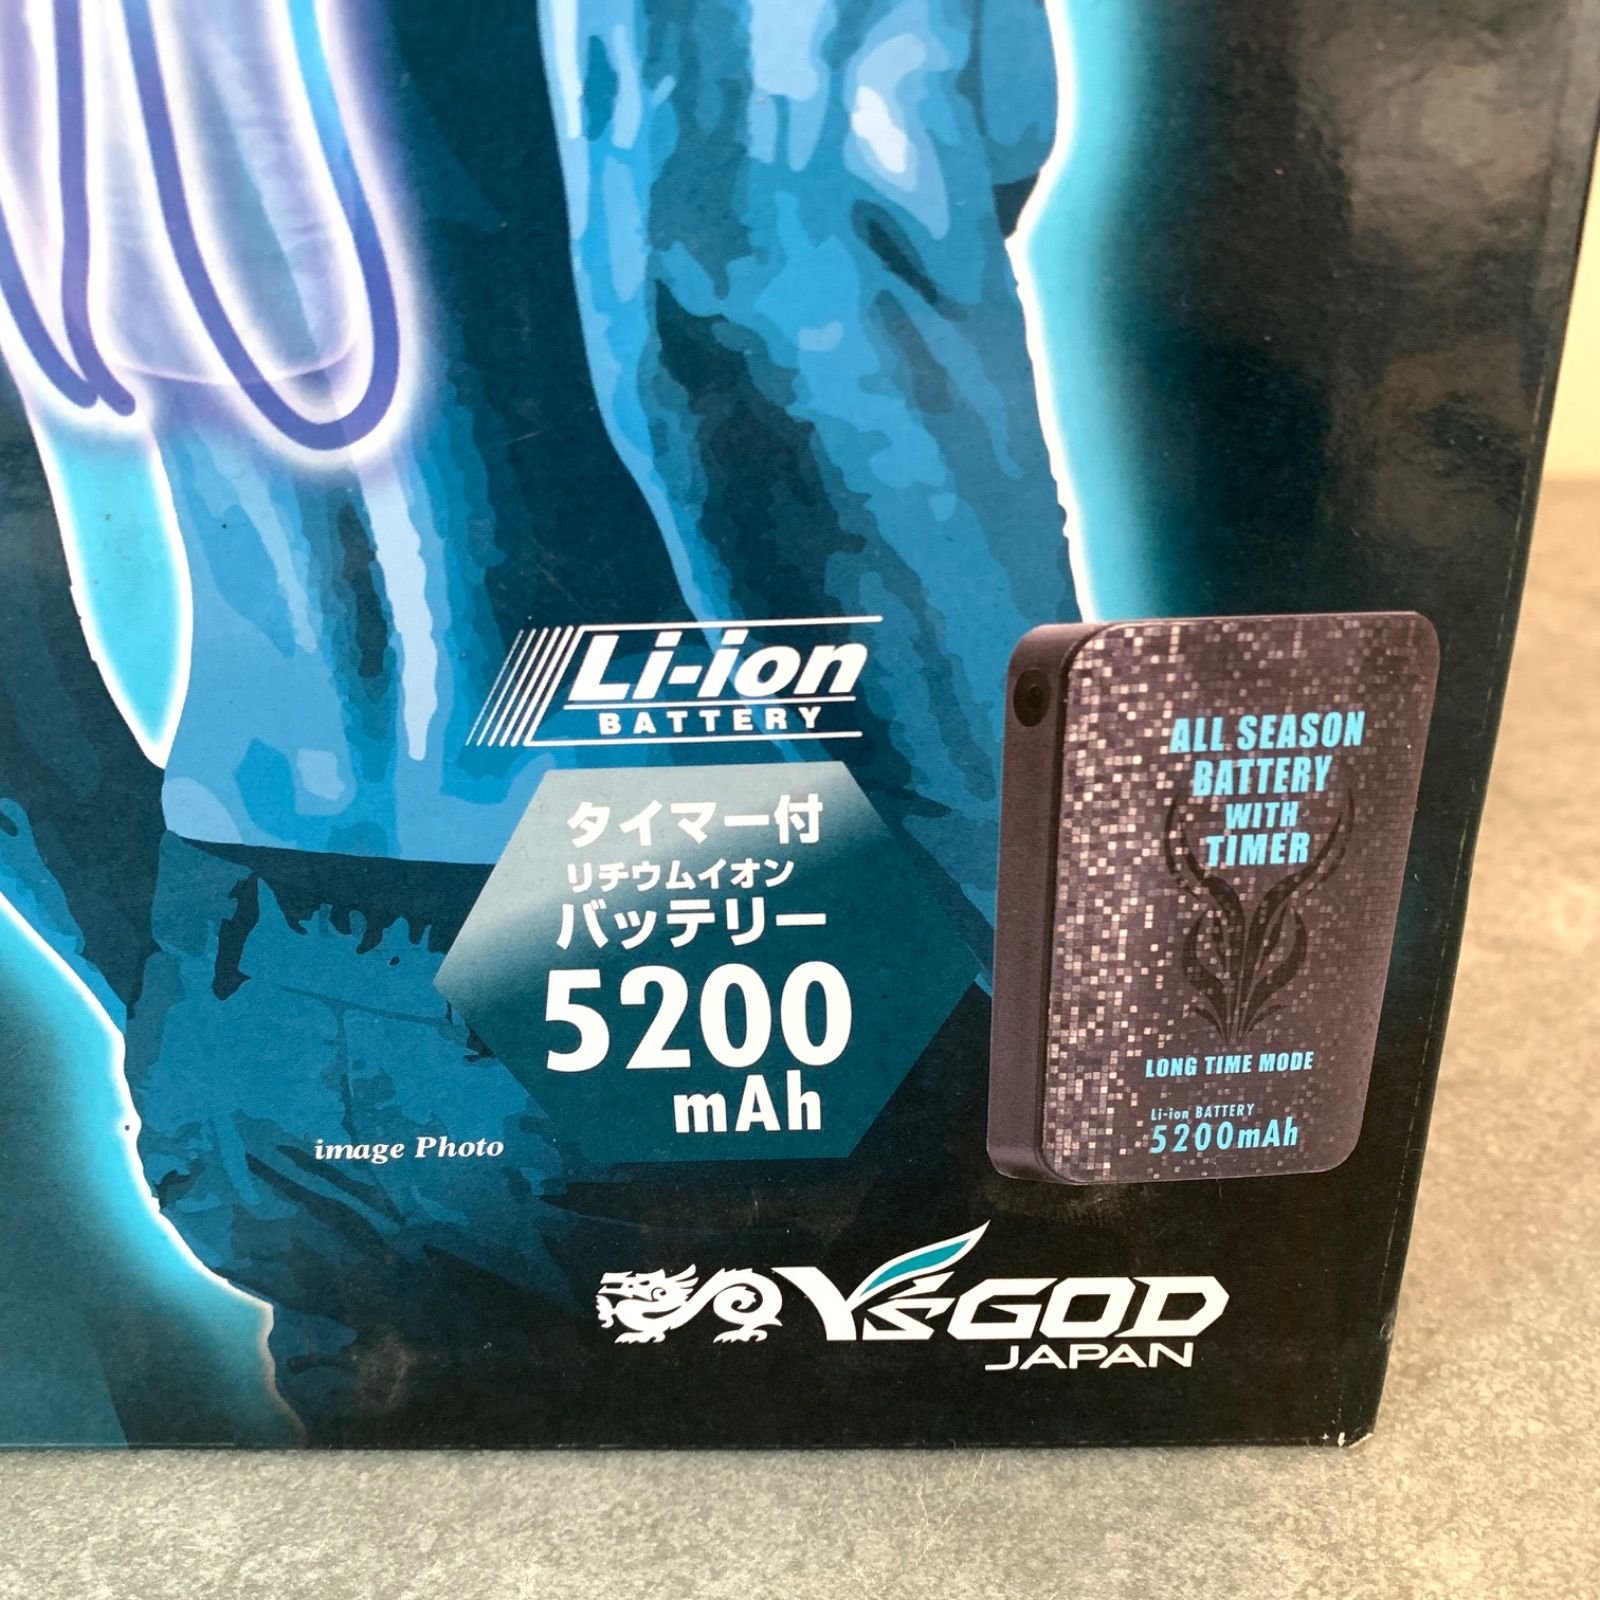 Li-ion
BATTERY
タイマー付
リチウムイオン
バッテリー
5200
mAh
image Photo
ALL SEASON
BATTERY
WITH
TIMER
LONG TIME MODE
Li-ion BATTERY
5200mAh
Y'SGOD
JAPAN